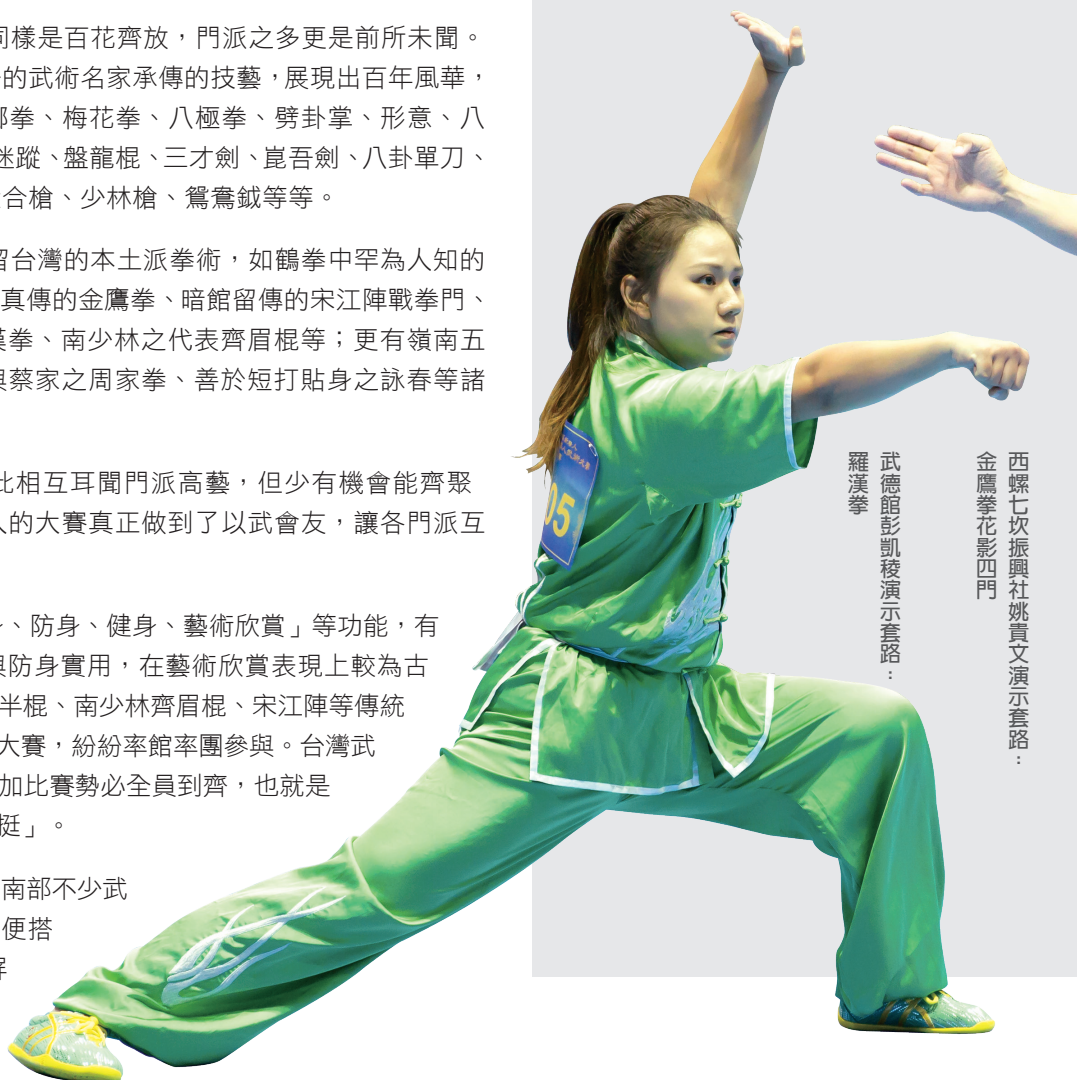 同樣是百花齊放，門派之多更是前所未聞。
的武術名家承傳的技藝，展現出百年風華，
拳、梅花拳、八極拳、劈卦掌、形意、八
迷蹤、盤龍棍、三才劍、崑吾劍、八卦單刀、
合槍、少林槍、鴛鴦鉞等等。
留台灣的本土派拳術，如鶴拳中罕為人知的
真傳的金鷹拳、暗館留傳的宋江陣戰拳門、
漢拳、南少林之代表齊眉棍等；更有嶺南五
與蔡家之周家拳、善於短打貼身之詠春等諸
此相互耳聞門派高藝，但少有機會能齊聚
人的大賽真正做到了以武會友，讓各門派互
、防身、健身、藝術欣賞」等功能，有
與防身實用，在藝術欣賞表現上較為古
半棍、南少林齊眉棍、宋江陣等傳統
大賽，紛紛率館率團參與。台灣武
加比賽勢必全員到齊，也就是
挺」。
南部不少武
便搭
西螺七坎振興社姚貴文演示套路：
金鷹拳花影四門
武德館彭凱稜演示套路：
羅漢拳
05